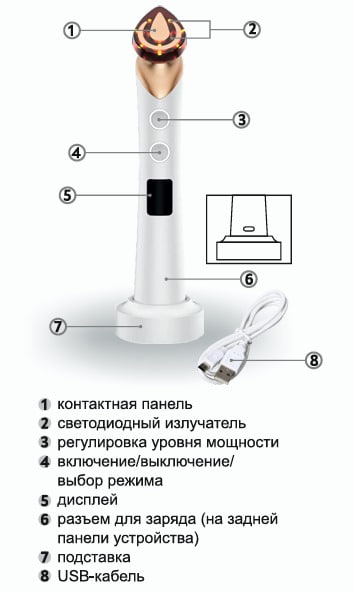 1
2
3
4
5
6
7
8
1 контактная панель
2 светодиодный излучатель
3 регулировка уровня мощности
4 включение/выключение/
выбор режима
5 дисплей
6 разъем для заряда (на задней
панели устройства)
7 подставка
8 USB-кабель